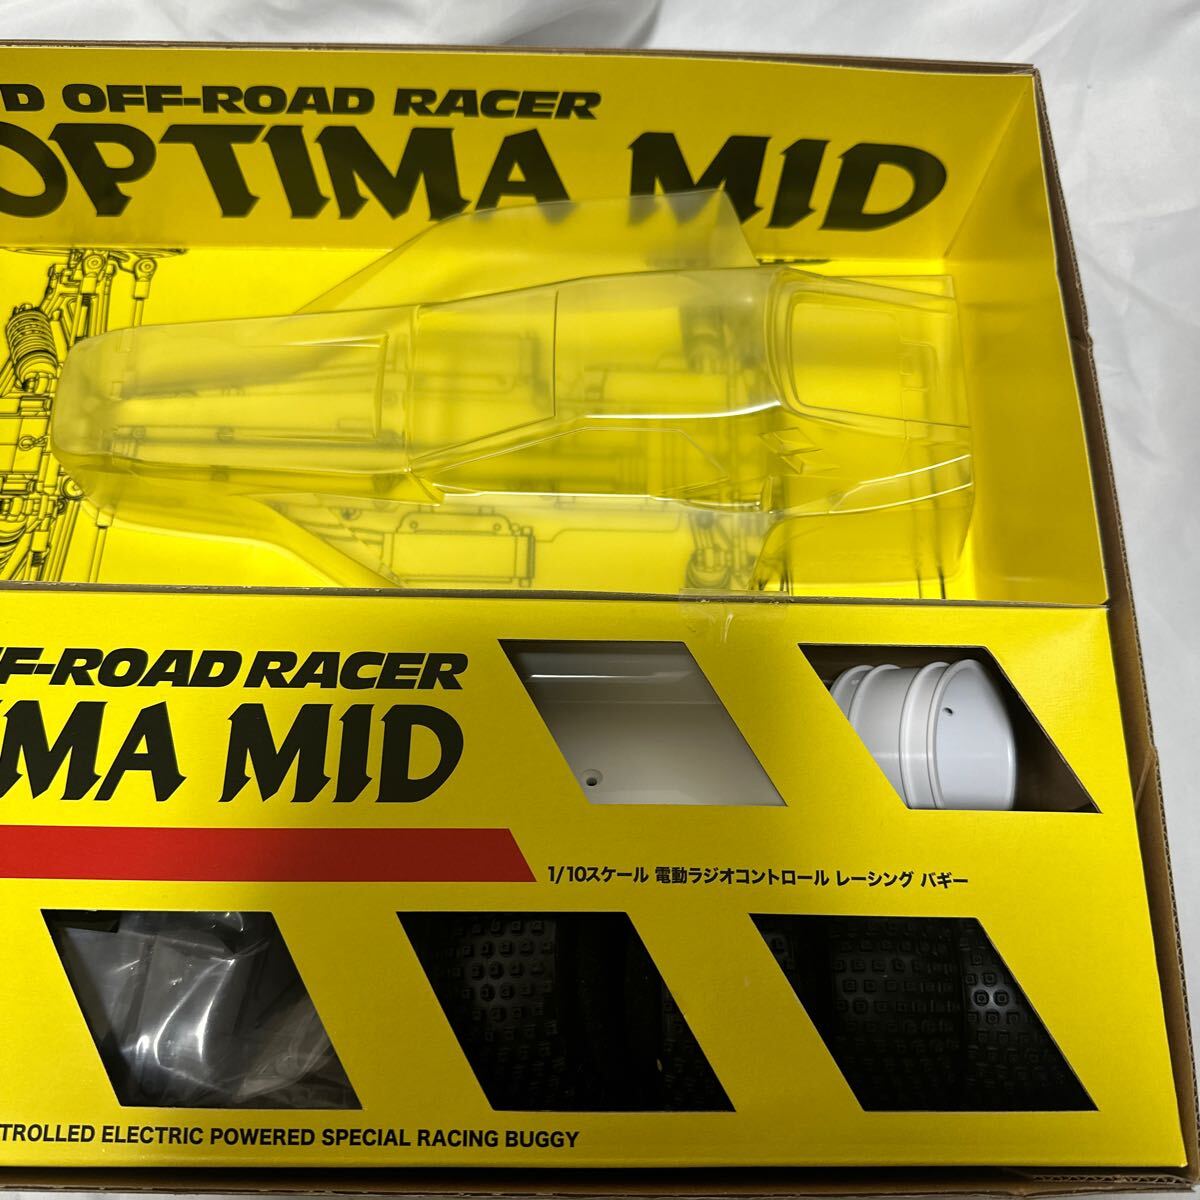 D OFF-ROAD RACER
OPTIMA MID
FF-ROAD RACER
IMA MID
1/10スケール 電動ラジオコントロール レーシング バギー
TROLLED ELECTRIC POWERED SPECIAL RACING BUGGY